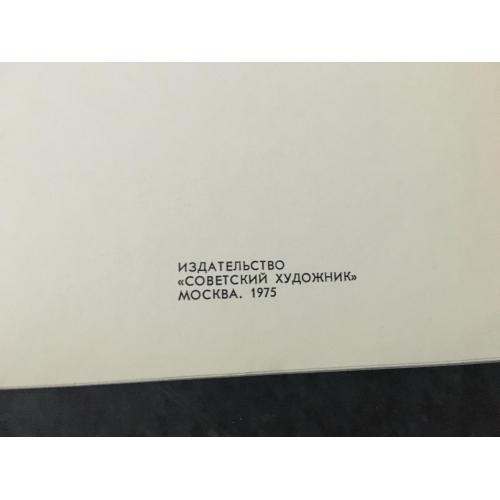 ИЗДАТЕЛЬСТВО
«СОВЕТСКИЙ ХУДОЖНИК»
МОСКВА. 1975